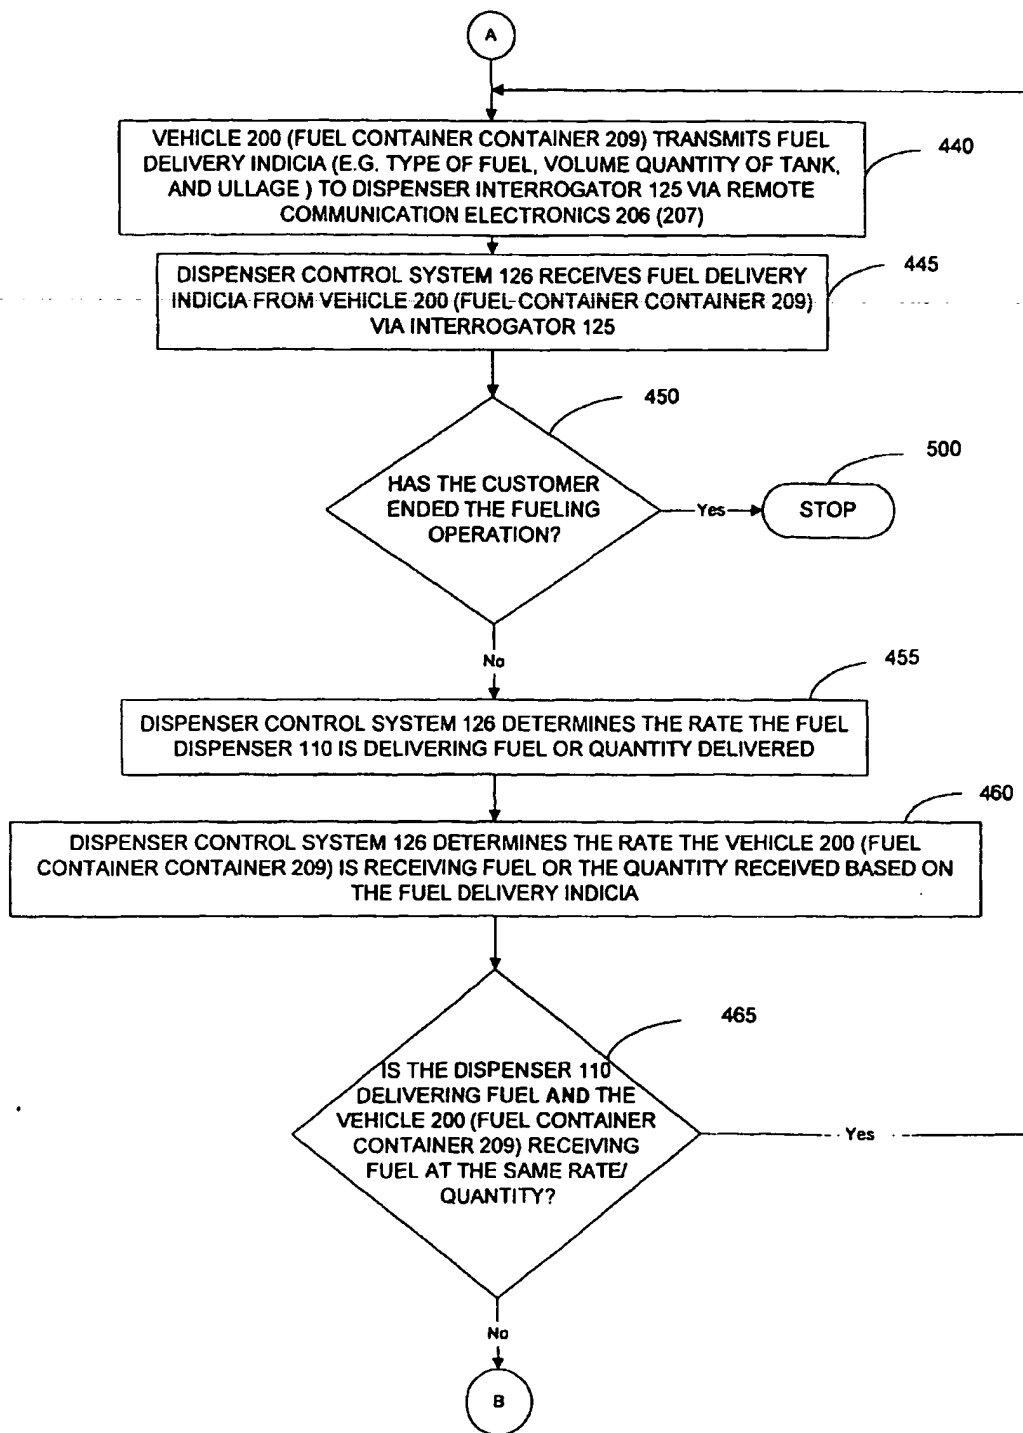 A
VEHICLE 200 (FUEL CONTAINER CONTAINER 209) TRANSMITS FUEL
DELIVERY INDICIA (E.G. TYPE OF FUEL, VOLUME QUANTITY OF TANK,
AND ULLAGE ) TO DISPENSER INTERROGATOR 125 VIA REMOTE
COMMUNICATION ELECTRONICS 206 (207)
440
DISPENSER CONTROL SYSTEM 126 RECEIVES FUEL DELIVERY
INDICIA FROM VEHICLE 200 (FUEL CONTAINER CONTAINER 209)
VIA INTERROGATOR 125
445
450
HAS THE CUSTOMER
ENDED THE FUELING
OPERATION?
Yes
500
STOP
No
455
DISPENSER CONTROL SYSTEM 126 DETERMINES THE RATE THE FUEL
DISPENSER 110 IS DELIVERING FUEL OR QUANTITY DELIVERED
460
DISPENSER CONTROL SYSTEM 126 DETERMINES THE RATE THE VEHICLE 200 (FUEL
CONTAINER CONTAINER 209) IS RECEIVING FUEL OR THE QUANTITY RECEIVED BASED ON
THE FUEL DELIVERY INDICIA
465
IS THE DISPENSER 110
DELIVERING FUEL AND THE
VEHICLE 200 (FUEL CONTAINER
CONTAINER 209) RECEIVING
FUEL AT THE SAME RATE/
QUANTITY?
Yes
No
B